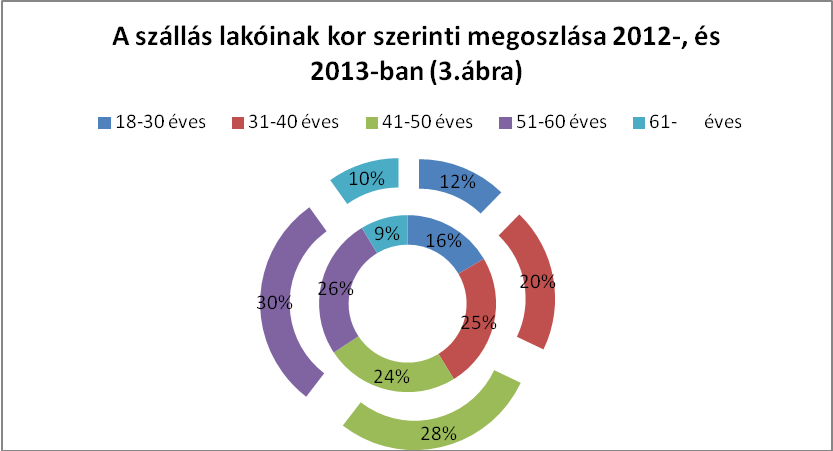 A szállás lakóinak kor szerinti megoszlása 2012-, és
2013-ban (3.ábra)
18-30 éves 31-40 éves 41-50 éves 51-60 éves 61- éves
10% 12%
9% 16%
30% 26% 25% 20%
24%
28%